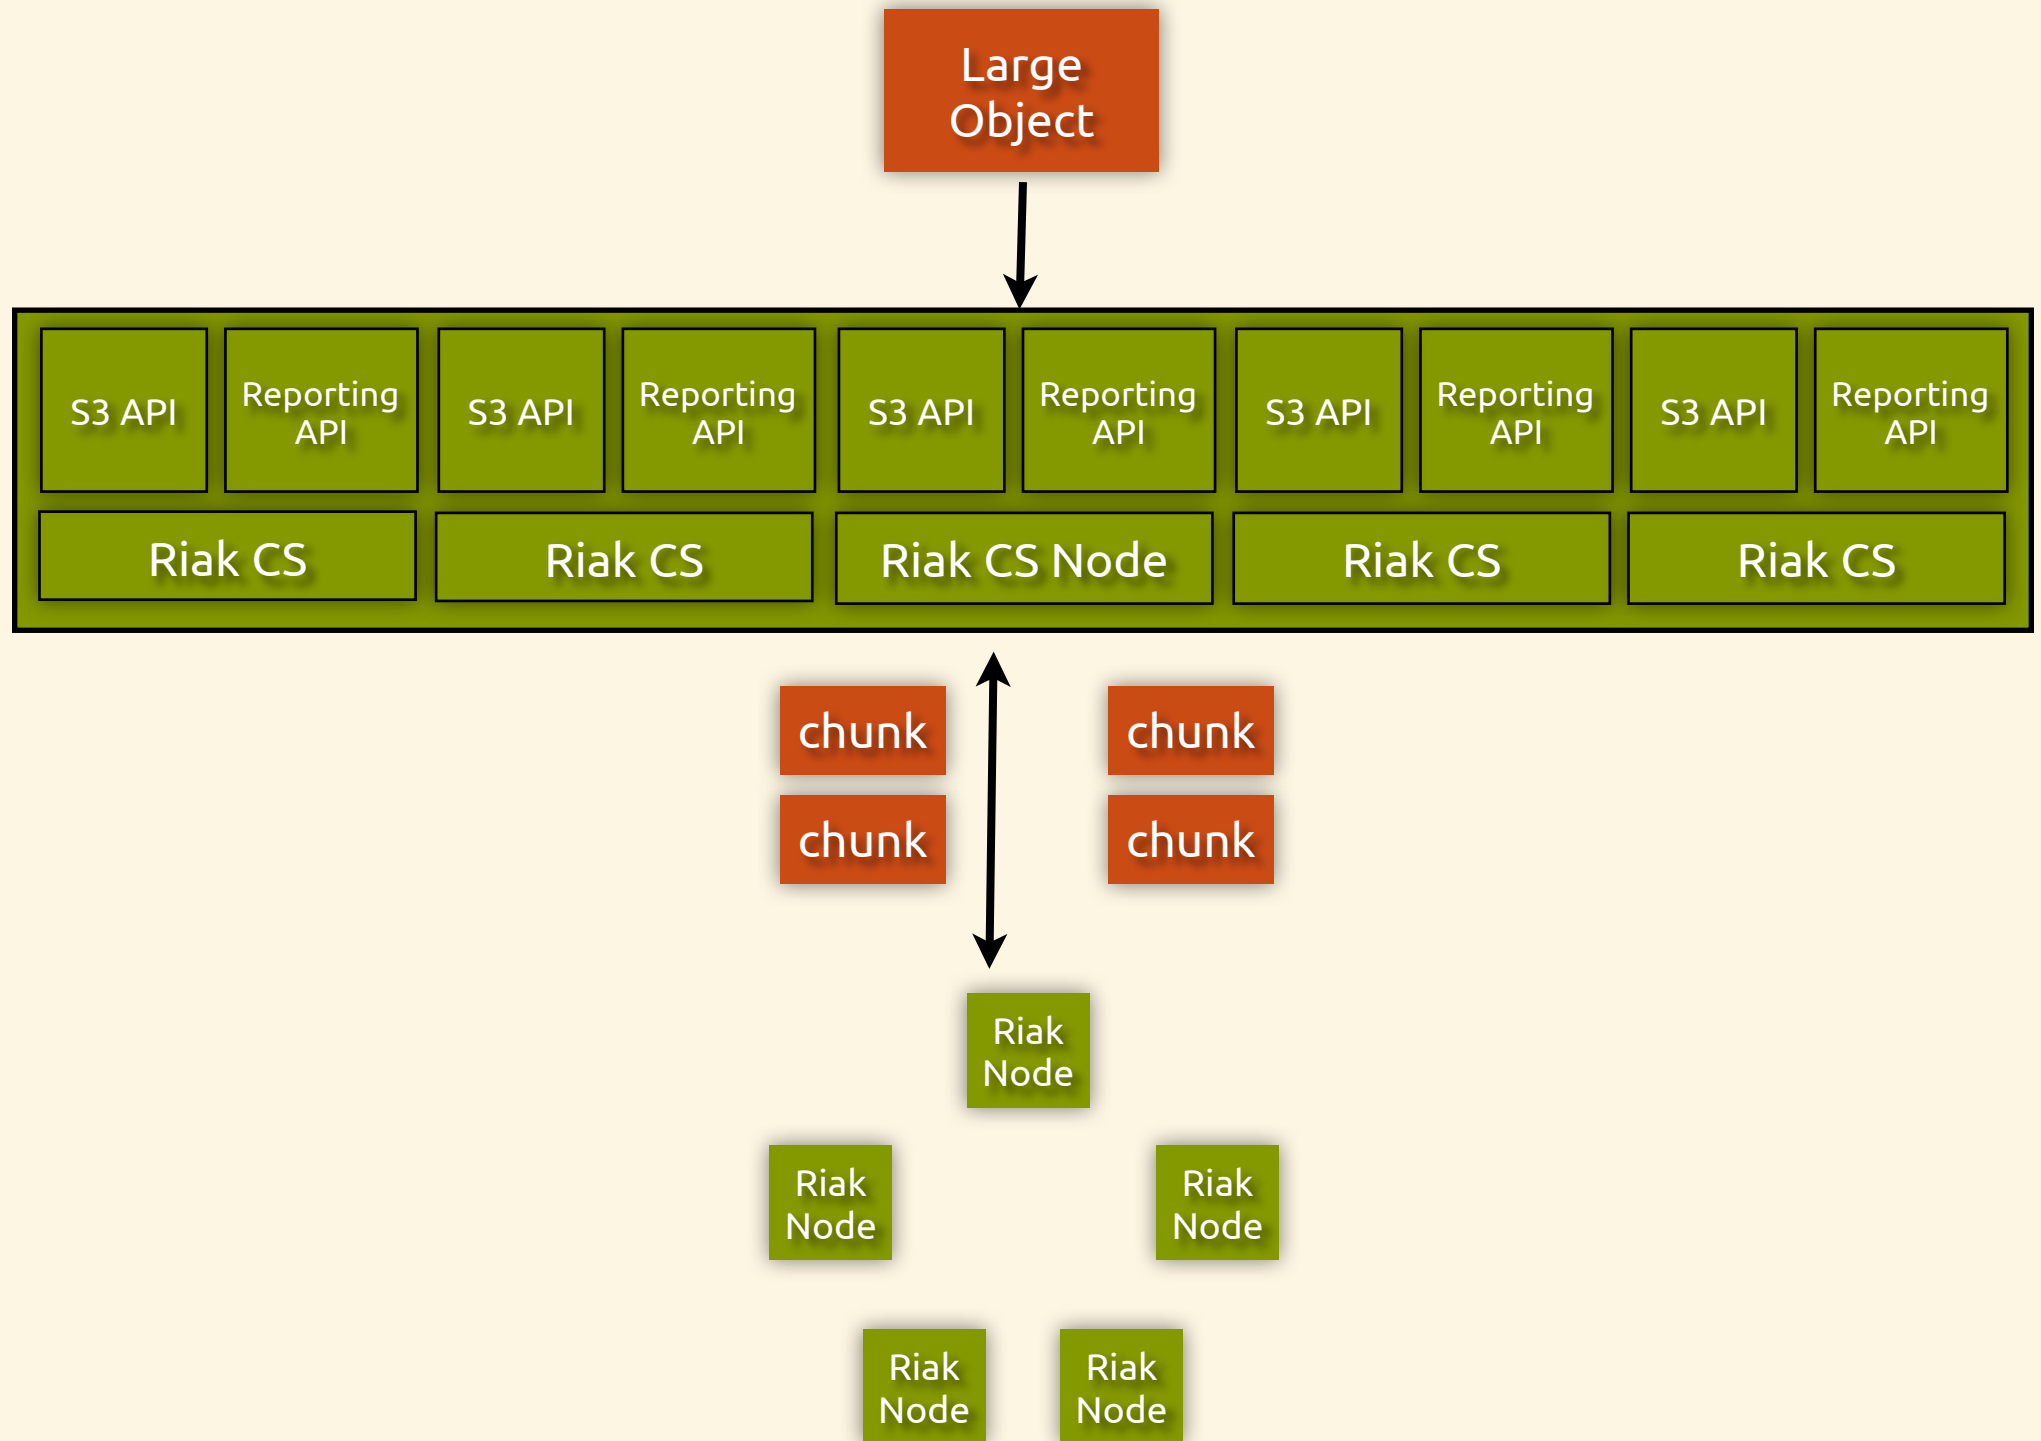 Large
Object
S3 API
Reporting
API
S3 API
Reporting
API
S3 API
Reporting
API
S3 API
Reporting
API
S3 API
Reporting
API
Riak CS
Riak CS
Riak CS Node
Riak CS
Riak CS
chunk
chunk
chunk
chunk
Riak
Node
Riak
Node
Riak
Node
Riak
Node
Riak
Node